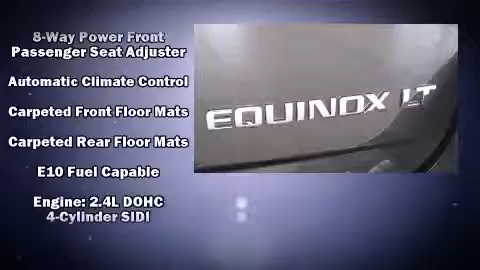 8-Way Power Front
Passenger Seat Adjuster
Automatic Climate Control
Carpeted Front Floor Mats
Carpeted Rear Floor Mats
E10 Fuel Capable
Engine: 2.4L DOHC
4-Cylinder SIDI
EQUINOX LT